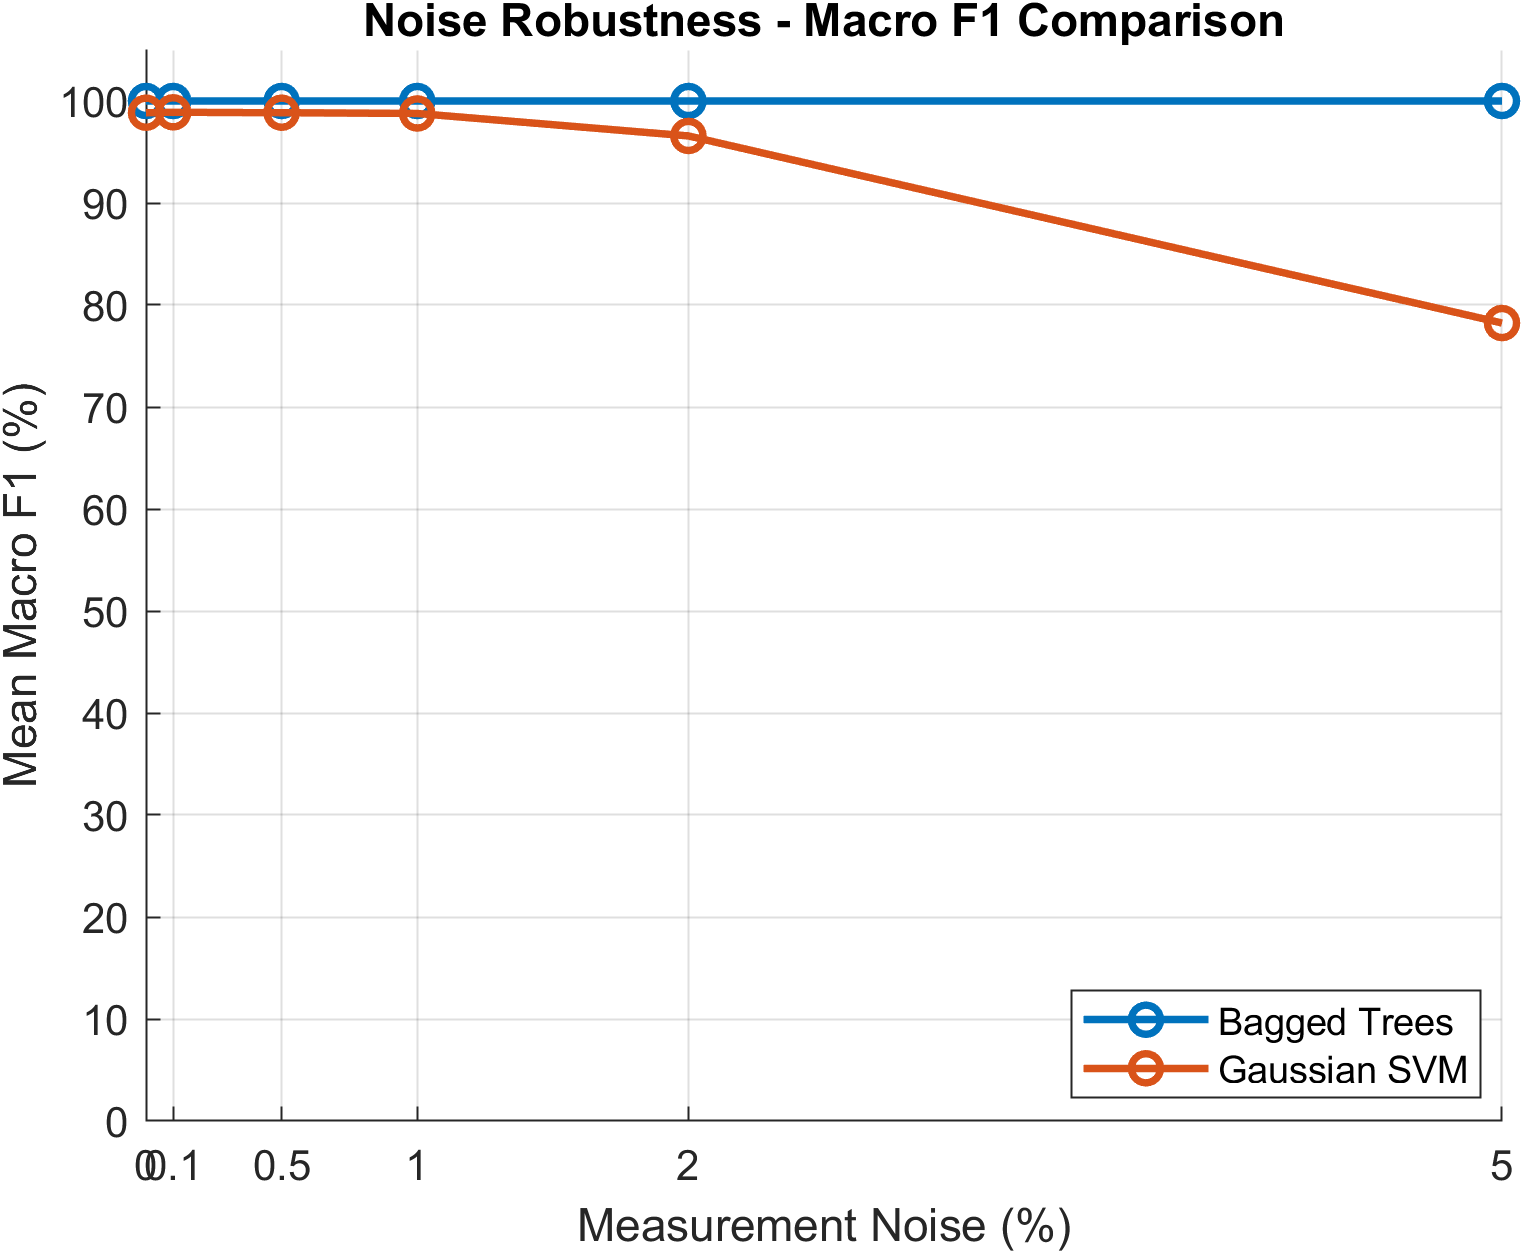 Noise Robustness - Macro F1 Comparison
Mean Macro F1 (%)
100
90
80
70
60
50
40
30
20
10
0
0 0.1 0.5 1 2 5
Measurement Noise (%)
Bagged Trees
Gaussian SVM